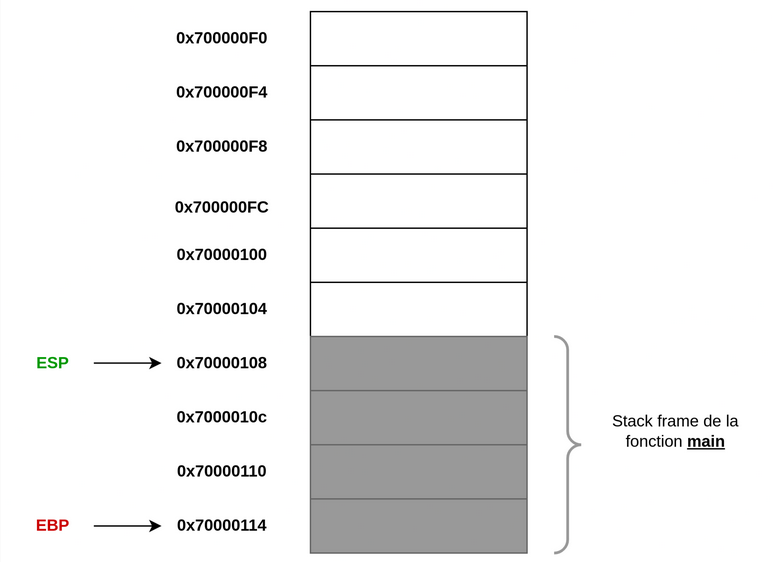 0x700000F0
0x700000F4
0x700000F8
0x700000FC
0x70000100
0x70000104
ESP 0x70000108
0x7000010c
Stack frame de la
fonction main
0x70000110
EBP 0x70000114